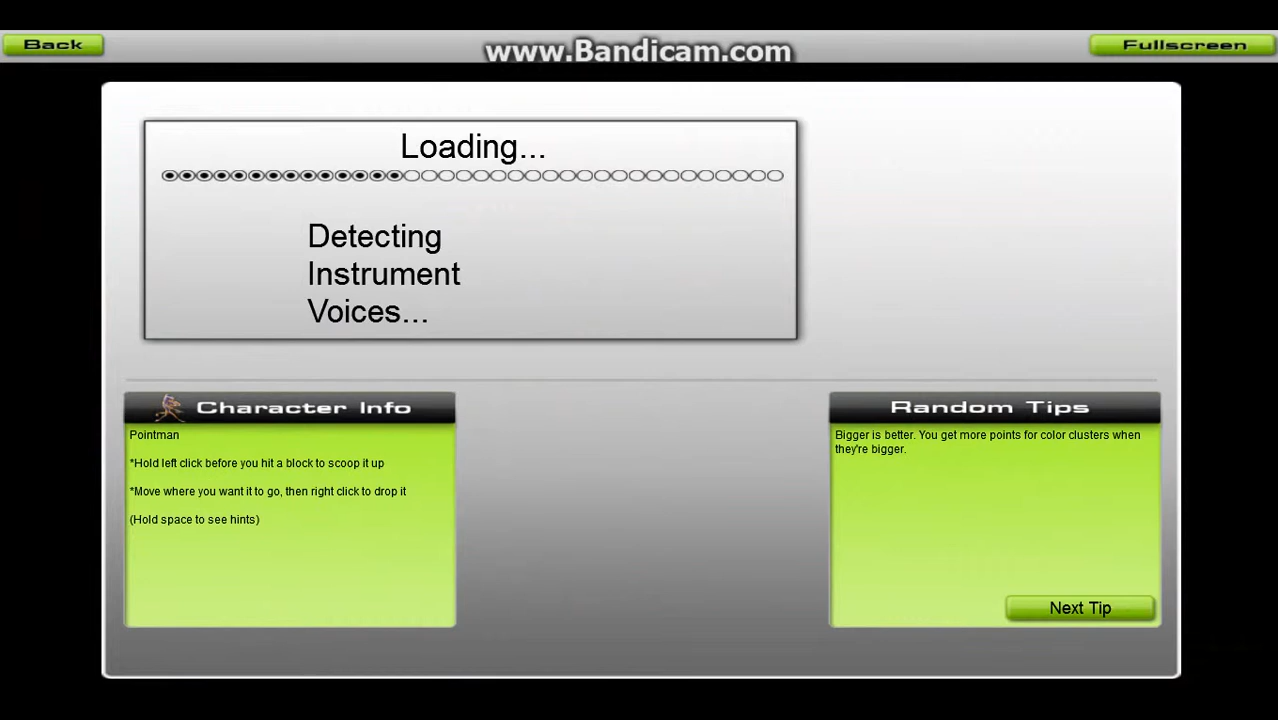 Back
www.Bandicam.com
Fullscreen
Loading...
Detecting
Instrument
Voices...
Character Info
Pointman
*Hold left click before you hit a block to scoop it up
*Move where you want it to go, then right click to drop it
(Hold space to see hints)
Random Tips
Bigger is better. You get more points for color clusters when
they're bigger.
Next Tip